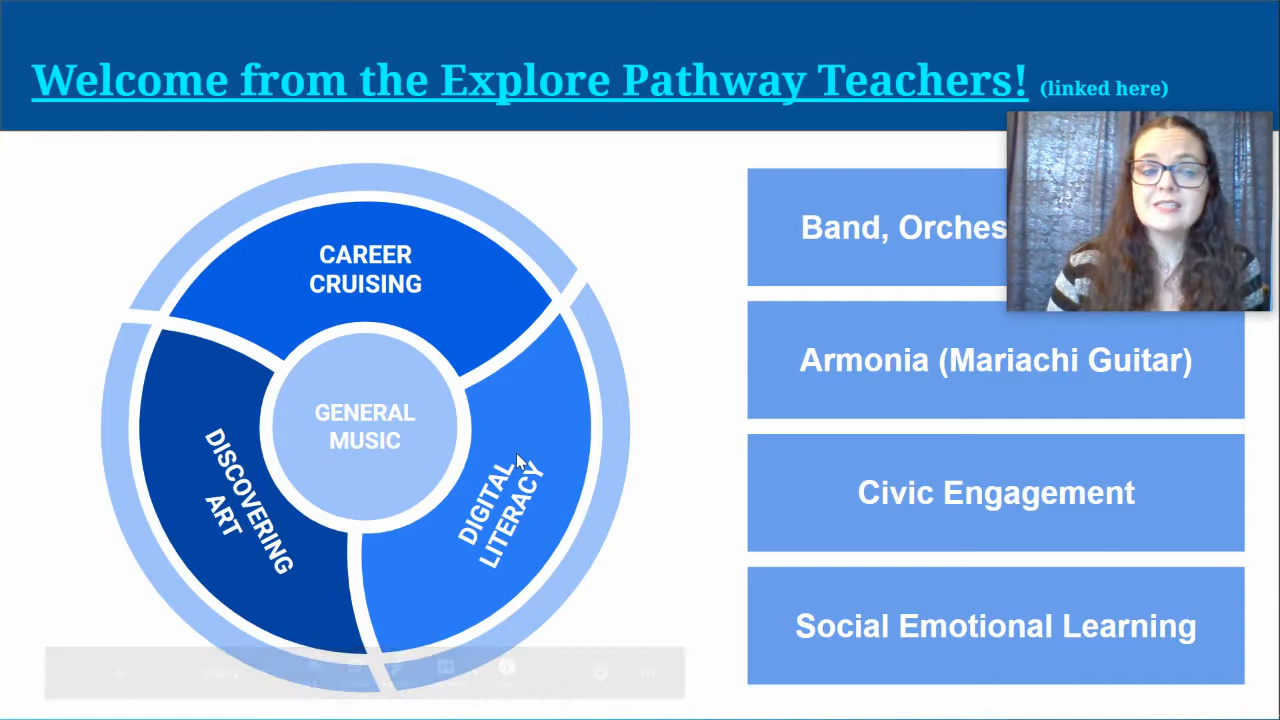 Welcome from the Explore Pathway Teachers! (linked here)
CAREER
CRUISING
GENERAL
MUSIC
DISCOVERING
ART
DIGITAL
LITERACY
Band, Orches
Armonia (Mariachi Guitar)
Civic Engagement
Social Emotional Learning